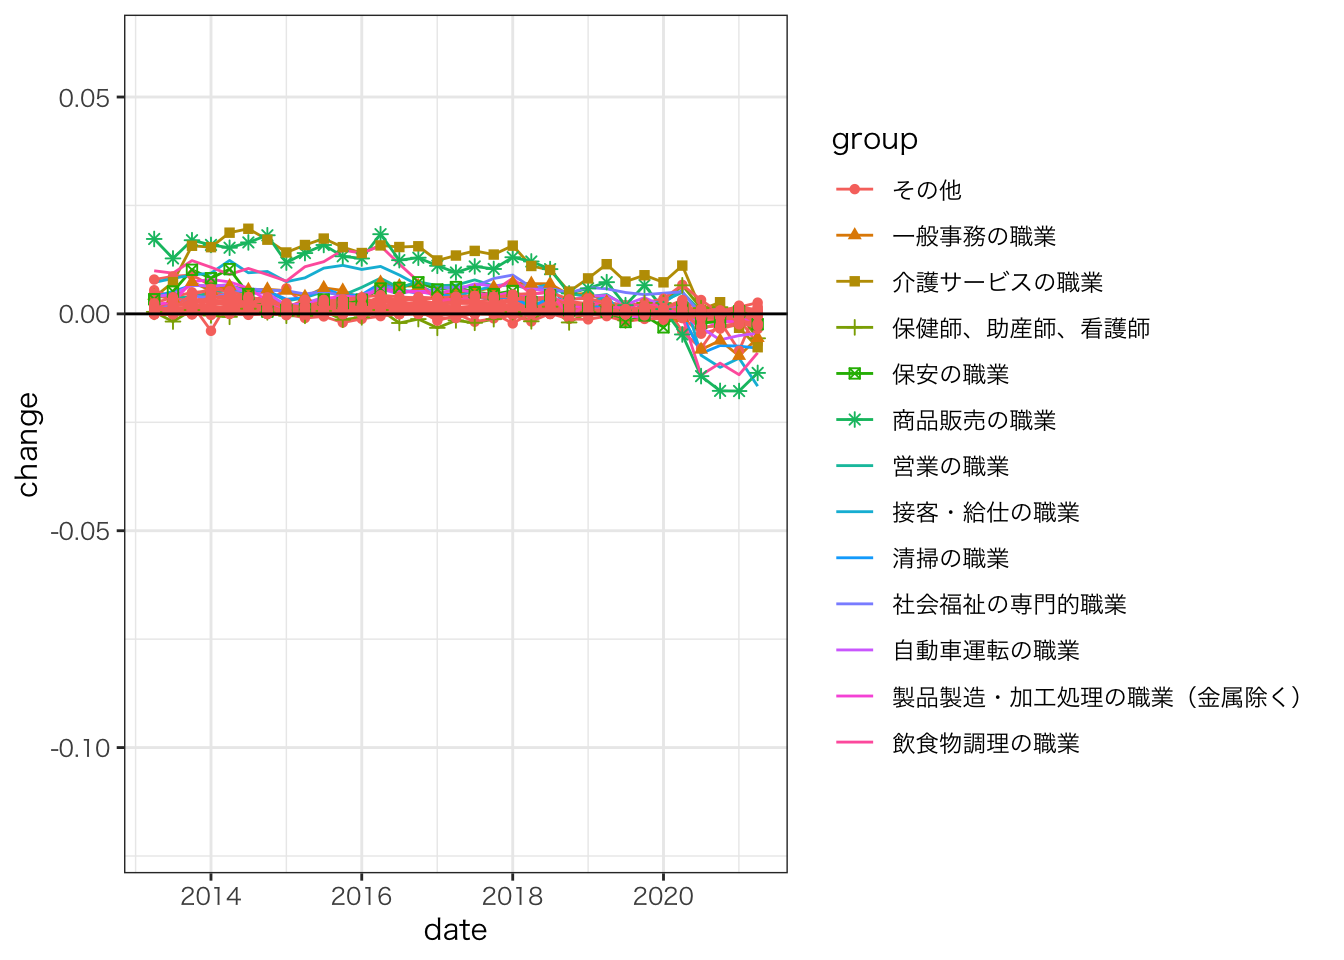 0.05
0.00
-0.05
-0.10
change
2014 2016 2018 2020
date
group
その他
一般事務の職業
介護サービスの職業
保健師、助産師、看護師
保安の職業
商品販売の職業
営業の職業
接客・給仕の職業
清掃の職業
社会福祉の専門的職業
自動車運転の職業
製品製造・加工処理の職業（金属除く）
飲食物調理の職業